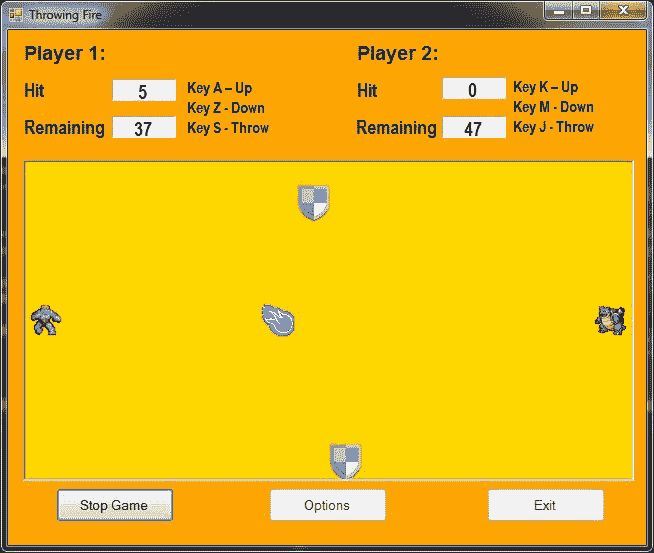 Throwing Fire
Player 1:
Hit
5
Key A – Up
Key Z - Down
Remaining
37
Key S - Throw
Player 2:
Hit
0
Key K – Up
Key M - Down
Remaining
47
Key J - Throw
Stop Game
Options
Exit